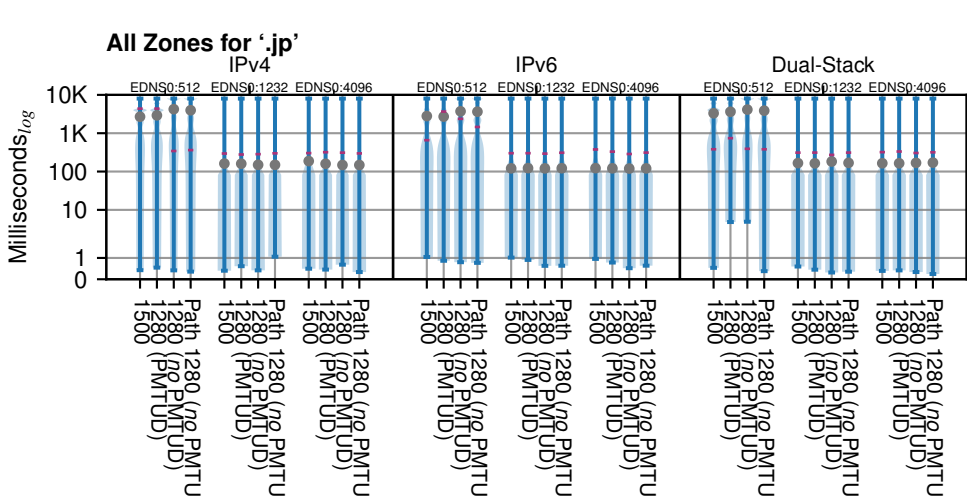 All Zones for ‘.jp’
IPv4
IPv6
Dual-Stack
EDNS0:512
EDNS0:1232
EDNS0:4096
EDNS0:512
EDNS0:1232
EDNS0:4096
EDNS0:512
EDNS0:1232
EDNS0:4096
Milliseconds_log
10K
1K
100
10
1
0
1500
1280 (PMTUD)
1280 (no PMTUD)
Path 1280 (no PMTU
1500
1280 (PMTUD)
1280 (no PMTUD)
Path 1280 (no PMTU
1500
1280 (PMTUD)
1280 (no PMTUD)
Path 1280 (no PMTU
1500
1280 (PMTUD)
1280 (no PMTUD)
Path 1280 (no PMTU
1500
1280 (PMTUD)
1280 (no PMTUD)
Path 1280 (no PMTU
1500
1280 (PMTUD)
1280 (no PMTUD)
Path 1280 (no PMTU
1500
1280 (PMTUD)
1280 (no PMTUD)
Path 1280 (no PMTU
1500
1280 (PMTUD)
1280 (no PMTUD)
Path 1280 (no PMTU
1500
1280 (PMTUD)
1280 (no PMTUD)
Path 1280 (no PMTU